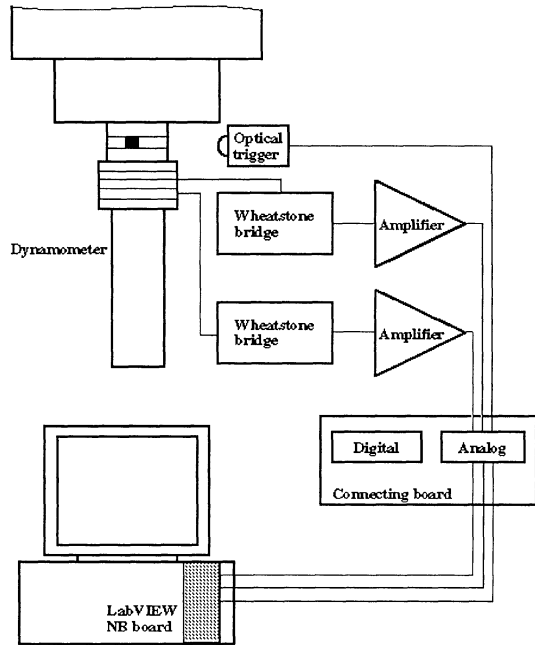 Optical
trigger
Wheatstone
bridge
Amplifier
Dynamometer
Wheatstone
bridge
Amplifier
Digital
Analog
Connecting board
LabVIEW
NB board